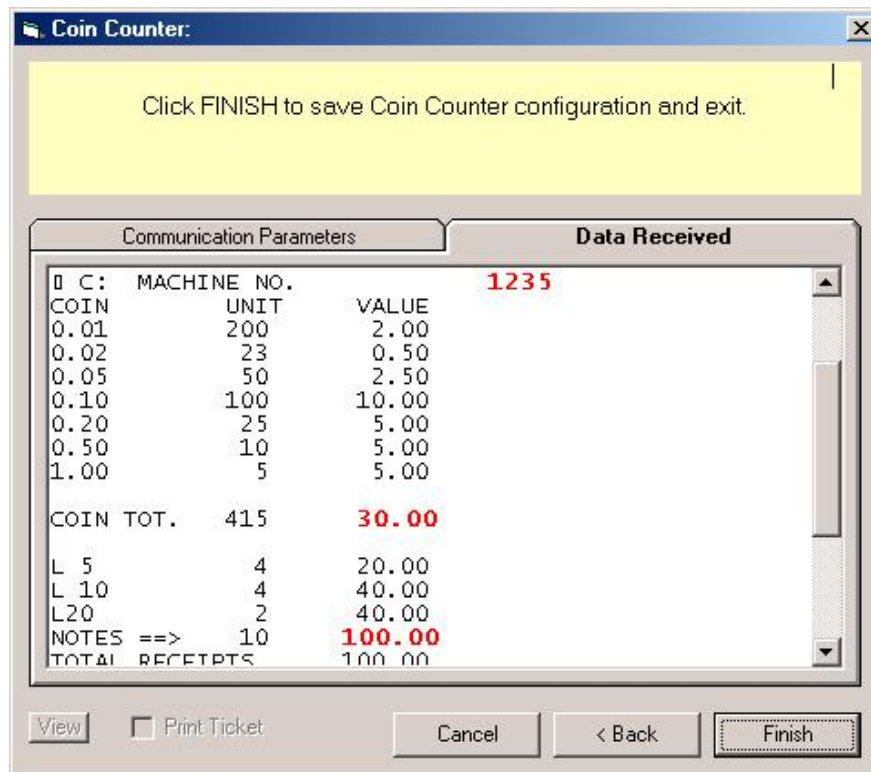 Coin Counter:
Click FINISH to save Coin Counter configuration and exit.
Communication Parameters Data Received
C: MACHINE NO. 1235
COIN UNIT VALUE
0.01 200 2.00
0.02 23 0.50
0.05 50 2.50
0.10 100 10.00
0.20 25 5.00
0.50 10 5.00
1.00 5 5.00
COIN TOT. 415 30.00
L 5 4 20.00
L 10 4 40.00
L20 2 40.00
NOTES ==> 10 100.00
TOTAL RECEIPTS 100.00
View Print Ticket Cancel < Back Finish